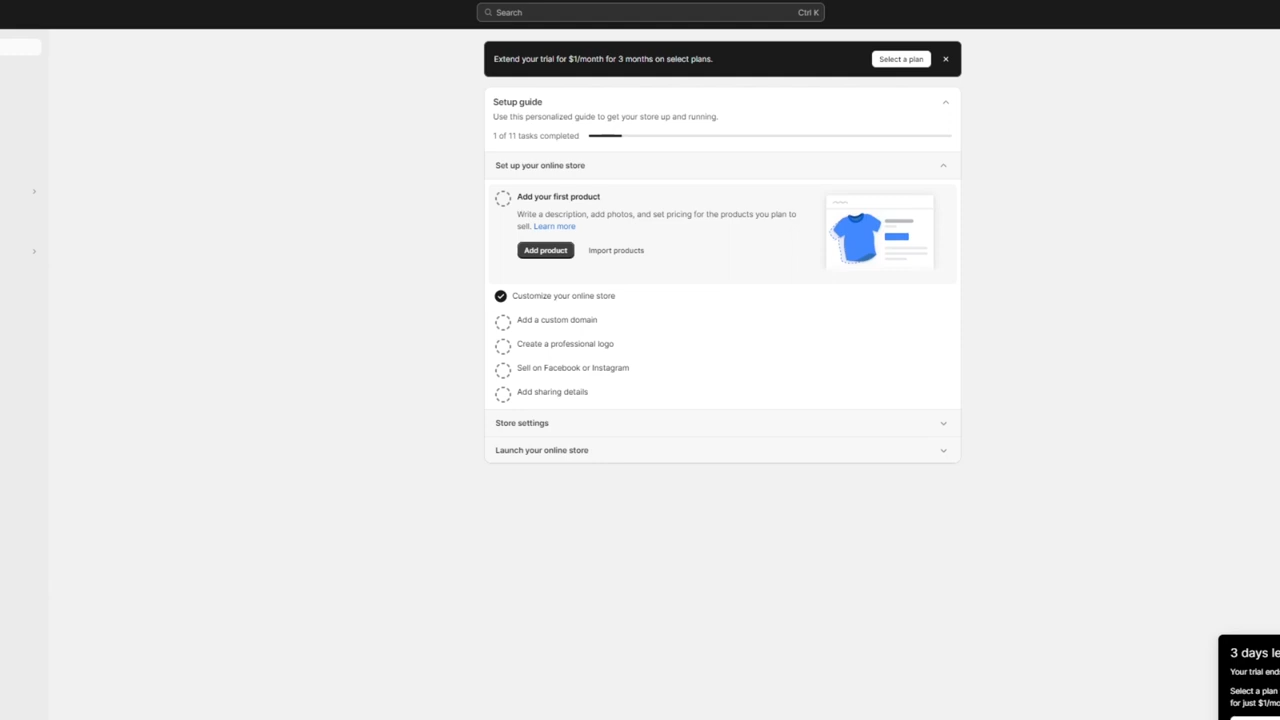 Search Ctrl K
Extend your trial for $1/month for 3 months on select plans. Select a plan
Setup guide
Use this personalized guide to get your store up and running.
1 of 11 tasks completed
Set up your online store
Add your first product
Write a description, add photos, and set pricing for the products you plan to
sell. Learn more
Add product Import products
Customize your online store
Add a custom domain
Create a professional logo
Sell on Facebook or Instagram
Add sharing details
Store settings
Launch your online store
3 days le
Your trial ends
Select a plan
for just $1/mo